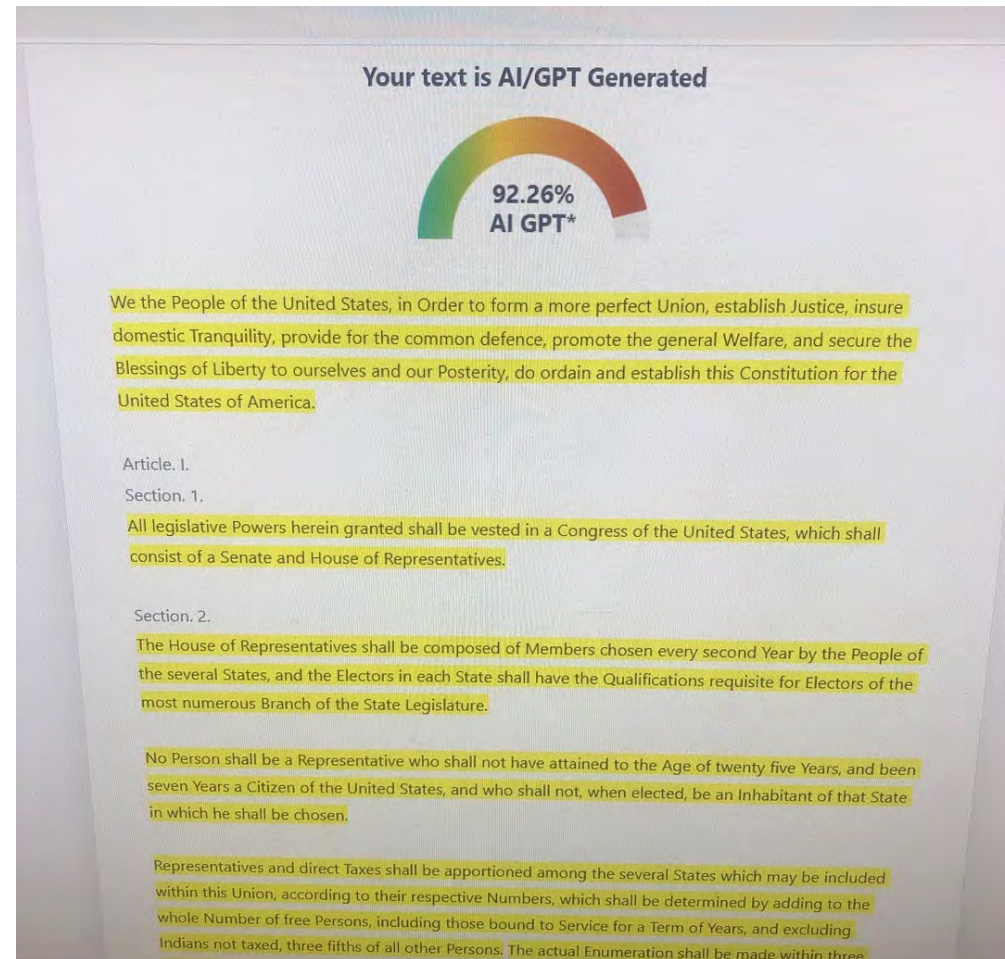 Your text is AI/GPT Generated
92.26%
AI GPT*
We the People of the United States, in Order to form a more perfect Union, establish Justice, insure
domestic Tranquility, provide for the common defence, promote the general Welfare, and secure the
Blessings of Liberty to ourselves and our Posterity, do ordain and establish this Constitution for the
United States of America.
Article. I.
Section. 1.
All legislative Powers herein granted shall be vested in a Congress of the United States, which shall
consist of a Senate and House of Representatives.
Section. 2.
The House of Representatives shall be composed of Members chosen every second Year by the People of
the several States, and the Electors in each State shall have the Qualifications requisite for Electors of the
most numerous Branch of the State Legislature.
No Person shall be a Representative who shall not have attained to the Age of twenty five Years, and been
seven Years a Citizen of the United States, and who shall not, when elected, be an Inhabitant of that State
in which he shall be chosen.
Representatives and direct Taxes shall be apportioned among the several States which may be included
within this Union, according to their respective Numbers, which shall be determined by adding to the
whole Number of free Persons, including those bound to Service for a Term of Years, and excluding
Indians not taxed, three fifths of all other Persons. The actual Enumeration shall be made within three